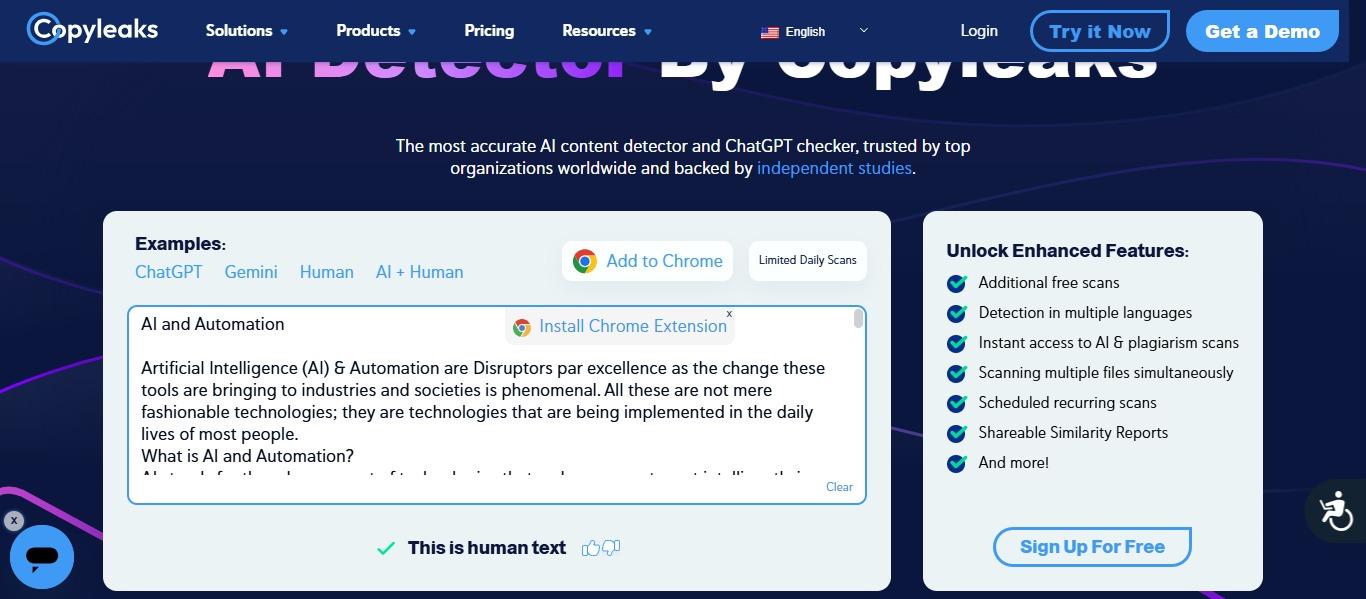 Copyleaks
Solutions
Products
Pricing
Resources
English
Login
Try it Now
Get a Demo
AI Detector By Copyleaks
The most accurate AI content detector and ChatGPT checker, trusted by top
organizations worldwide and backed by independent studies.
Examples:
ChatGPT Gemini Human AI + Human
Add to Chrome
Limited Daily Scans
AI and Automation
Install Chrome Extension
x
Artificial Intelligence (AI) & Automation are Disruptors par excellence as the change these
tools are bringing to industries and societies is phenomenal. All these are not mere
fashionable technologies; they are technologies that are being implemented in the daily
lives of most people.
What is AI and Automation?
Clear
This is human text
Unlock Enhanced Features:
Additional free scans
Detection in multiple languages
Instant access to AI & plagiarism scans
Scanning multiple files simultaneously
Scheduled recurring scans
Shareable Similarity Reports
And more!
Sign Up For Free
x